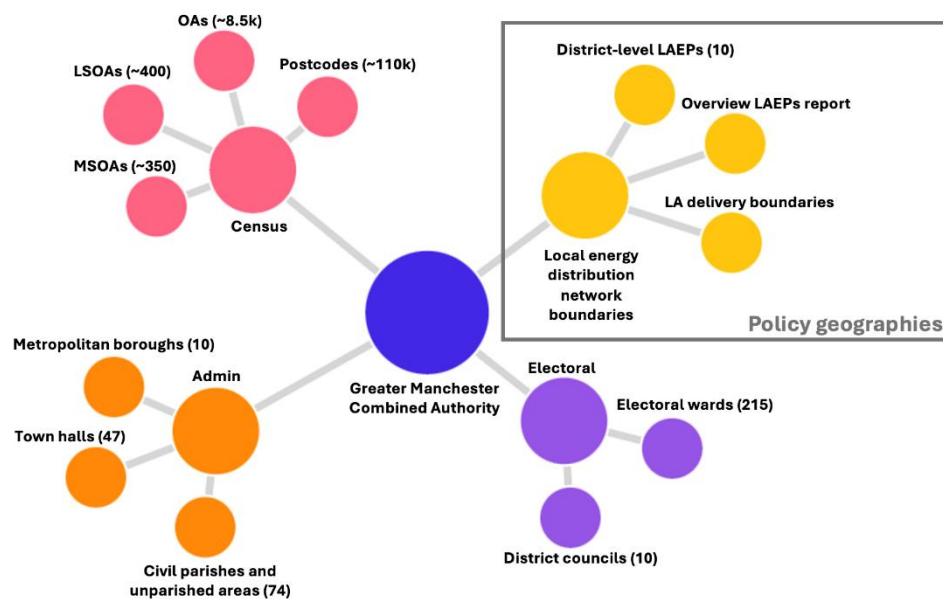 OAs (~8.5k)
LSOAs (~400)
Postcodes (~110k)
MSOAs (~350)
Census
District-level LAEPs (10)
Overview LAEPs report
LA delivery boundaries
Local energy
distribution
network
boundaries
Policy geographies
Greater Manchester
Combined Authority
Metropolitan boroughs (10)
Admin
Town halls (47)
Civil parishes and
unparished areas (74)
Electoral
Electoral wards (215)
District councils (10)